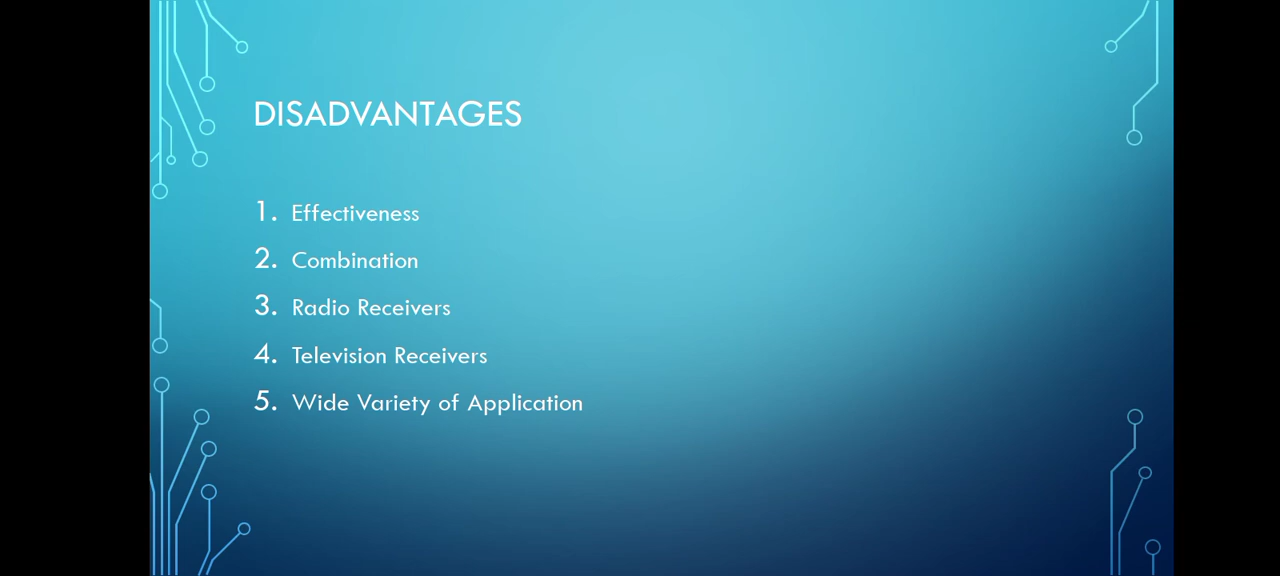 DISADVANTAGES
1. Effectiveness
2. Combination
3. Radio Receivers
4. Television Receivers
5. Wide Variety of Application